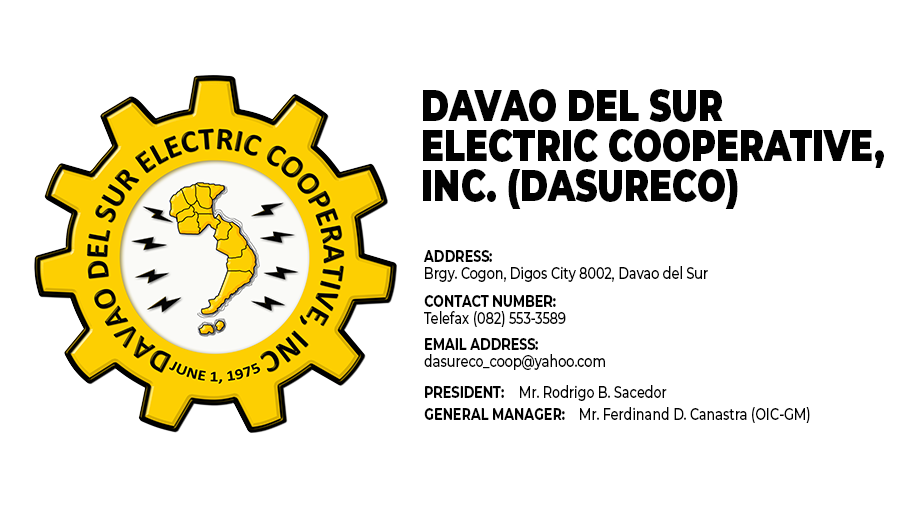 DAVAO DEL SUR ELECTRIC COOPERATIVE, INC
JUNE 1, 1975
DAVAO DEL SUR
ELECTRIC COOPERATIVE,
INC. (DASURECO)
ADDRESS:
Brgy. Cogon, Digos City 8002, Davao del Sur
CONTACT NUMBER:
Telefax (082) 553-3589
EMAIL ADDRESS:
dasureco_coop@yahoo.com
PRESIDENT: Mr. Rodrigo B. Sacedor
GENERAL MANAGER: Mr. Ferdinand D. Canastra (OIC-GM)